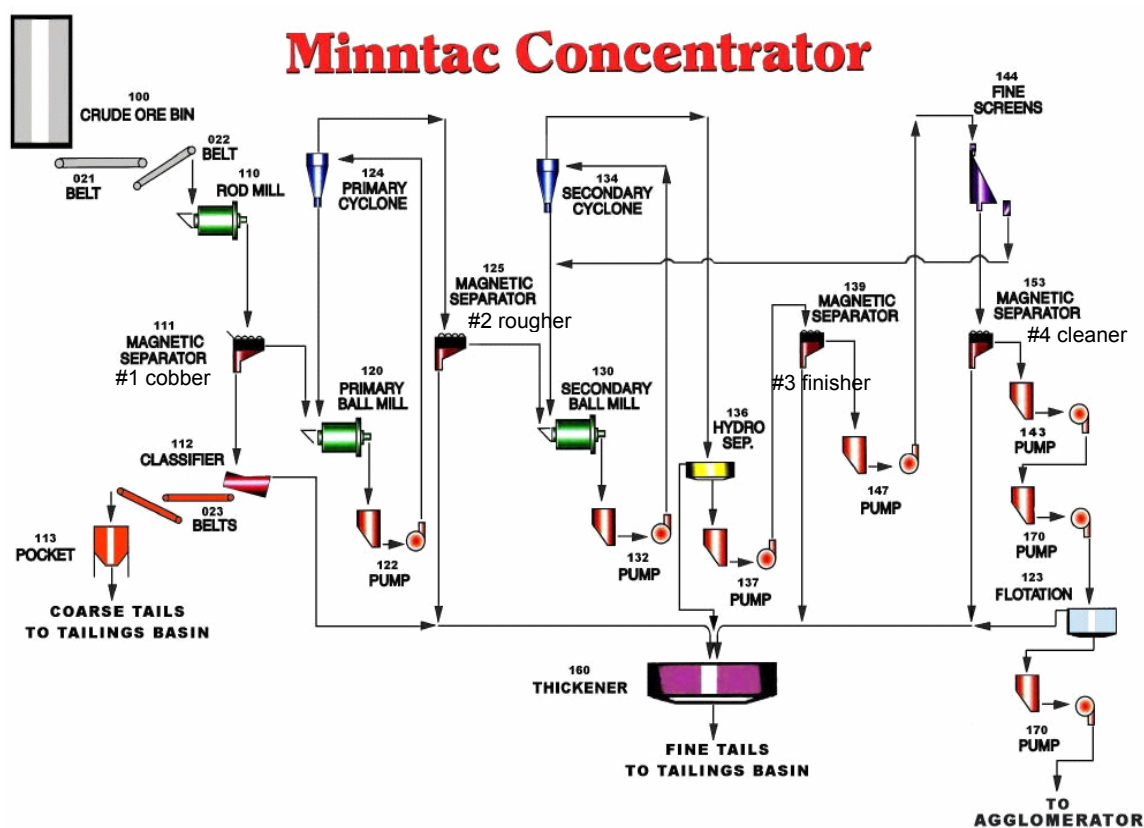 Minntac Concentrator
100
CRUDE ORE BIN
021
BELT
022
BELT
110
ROD MILL
124
PRIMARY
CYCLONE
134
SECONDARY
CYCLONE
144
FINE
SCREENS
111
MAGNETIC
SEPARATOR
#1 cobber
125
MAGNETIC
SEPARATOR
#2 rougher
139
MAGNETIC
SEPARATOR
#3 finisher
153
MAGNETIC
SEPARATOR
#4 cleaner
120
PRIMARY
BALL MILL
130
SECONDARY
BALL MILL
136
HYDRO
SEP.
112
CLASSIFIER
023
BELTS
113
POCKET
COARSE TAILS
TO TAILINGS BASIN
122
PUMP
132
PUMP
137
PUMP
147
PUMP
143
PUMP
170
PUMP
123
FLOTATION
160
THICKENER
FINE TAILS
TO TAILINGS BASIN
170
PUMP
TO
AGGLOMERATOR